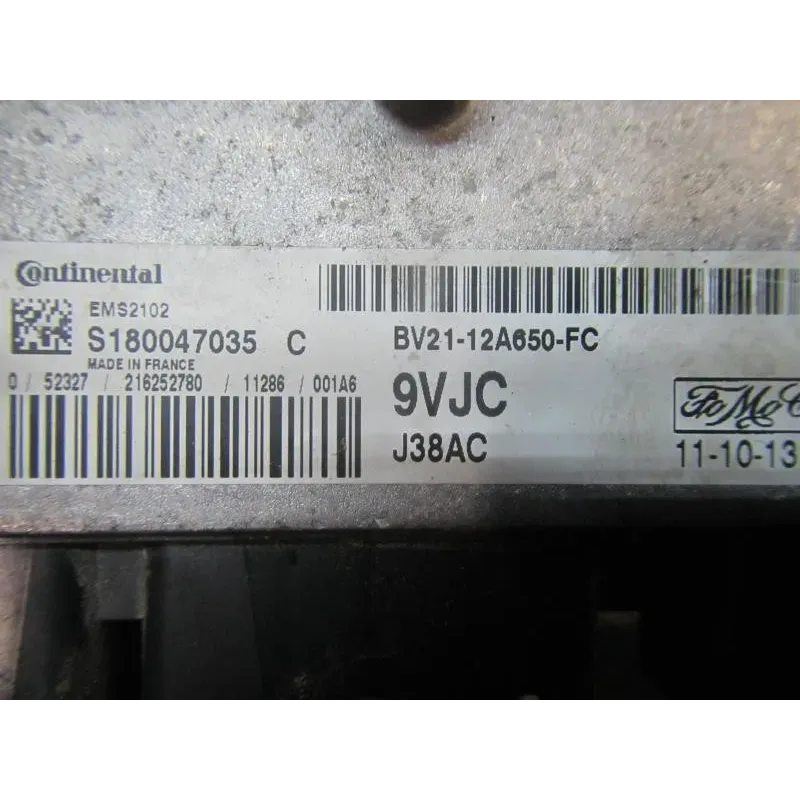 Continental
EMS2102
S180047035 C
MADE IN FRANCE
0 / 52327 / 216252780 / 11286 / 001A6
BV21-12A650-FC
9VJC
J38AC
FoMoC
11-10-13